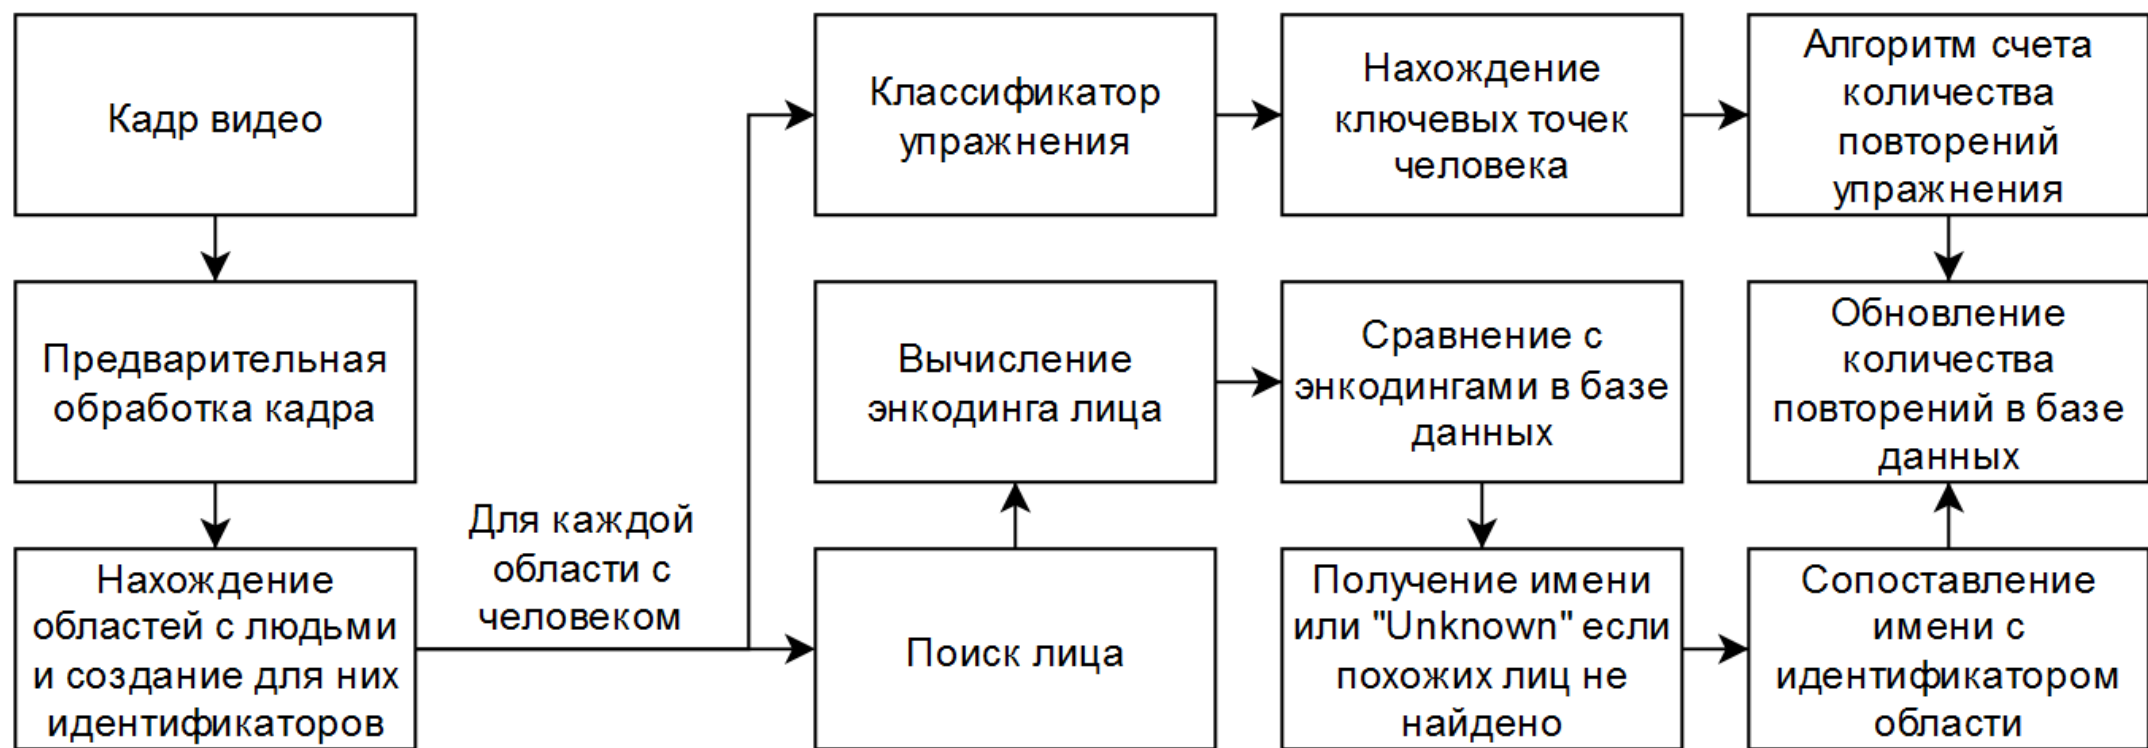 Кадр видео
Предварительная
обработка кадра
Нахождение
областей с людьми
и создание для них
идентификаторов
Для каждой
области с
человеком
Классификатор
упражнения
Нахождение
ключевых точек
человека
Алгоритм счета
количества
повторений
упражнения
Поиск лица
Вычисление
энкодинга лица
Сравнение с
энкодингами в базе
данных
Получение имени
или "Unknown" если
похожих лиц не
найдено
Сопоставление
имени с
идентификатором
области
Обновление
количества
повторений в базе
данных